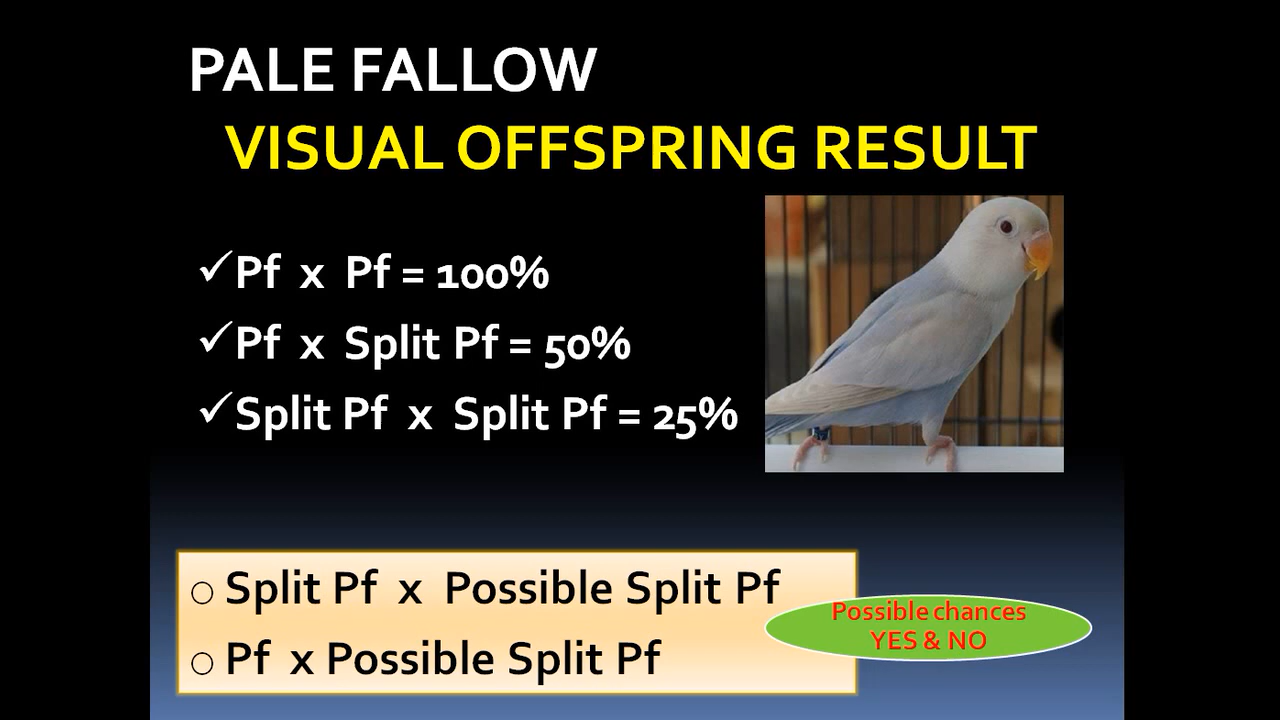 PALE FALLOW
VISUAL OFFSPRING RESULT
✓Pf x Pf = 100%
✓Pf x Split Pf = 50%
✓Split Pf x Split Pf = 25%
○ Split Pf x Possible Split Pf
○ Pf x Possible Split Pf
Possible chances
YES & NO